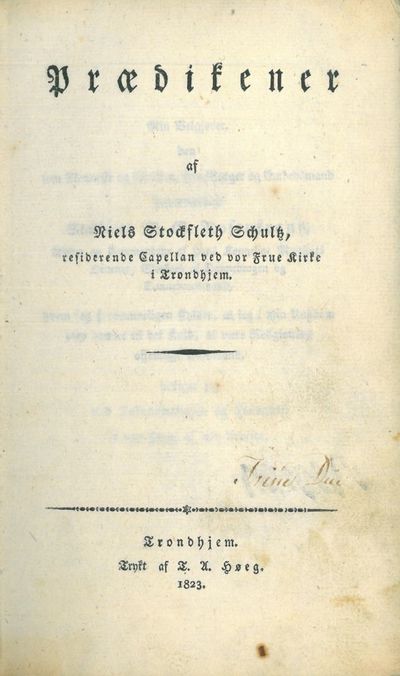 Prædikener
af
Niels Stockfleth Schultz,
residerende Capellan ved vor Frue Kirke
i Trondhjem.
Trondhjem.
Trykt af T. A. Høeg.
1823.